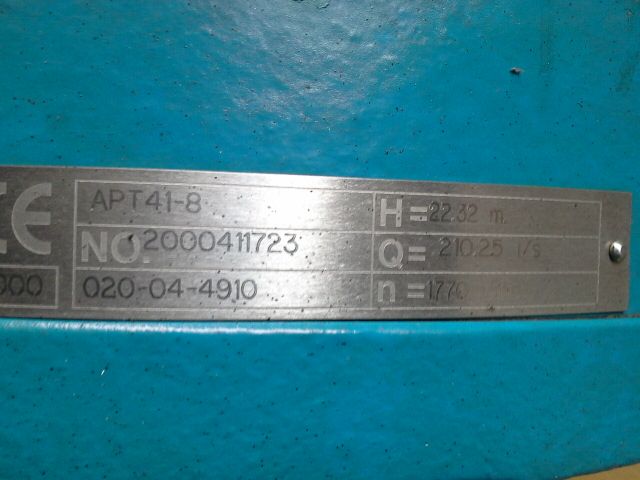 CE
APT41-8
H=22.32 m
NO. 2000411723
Q= 210.25 l/s
000
020-04-4910
n =1770